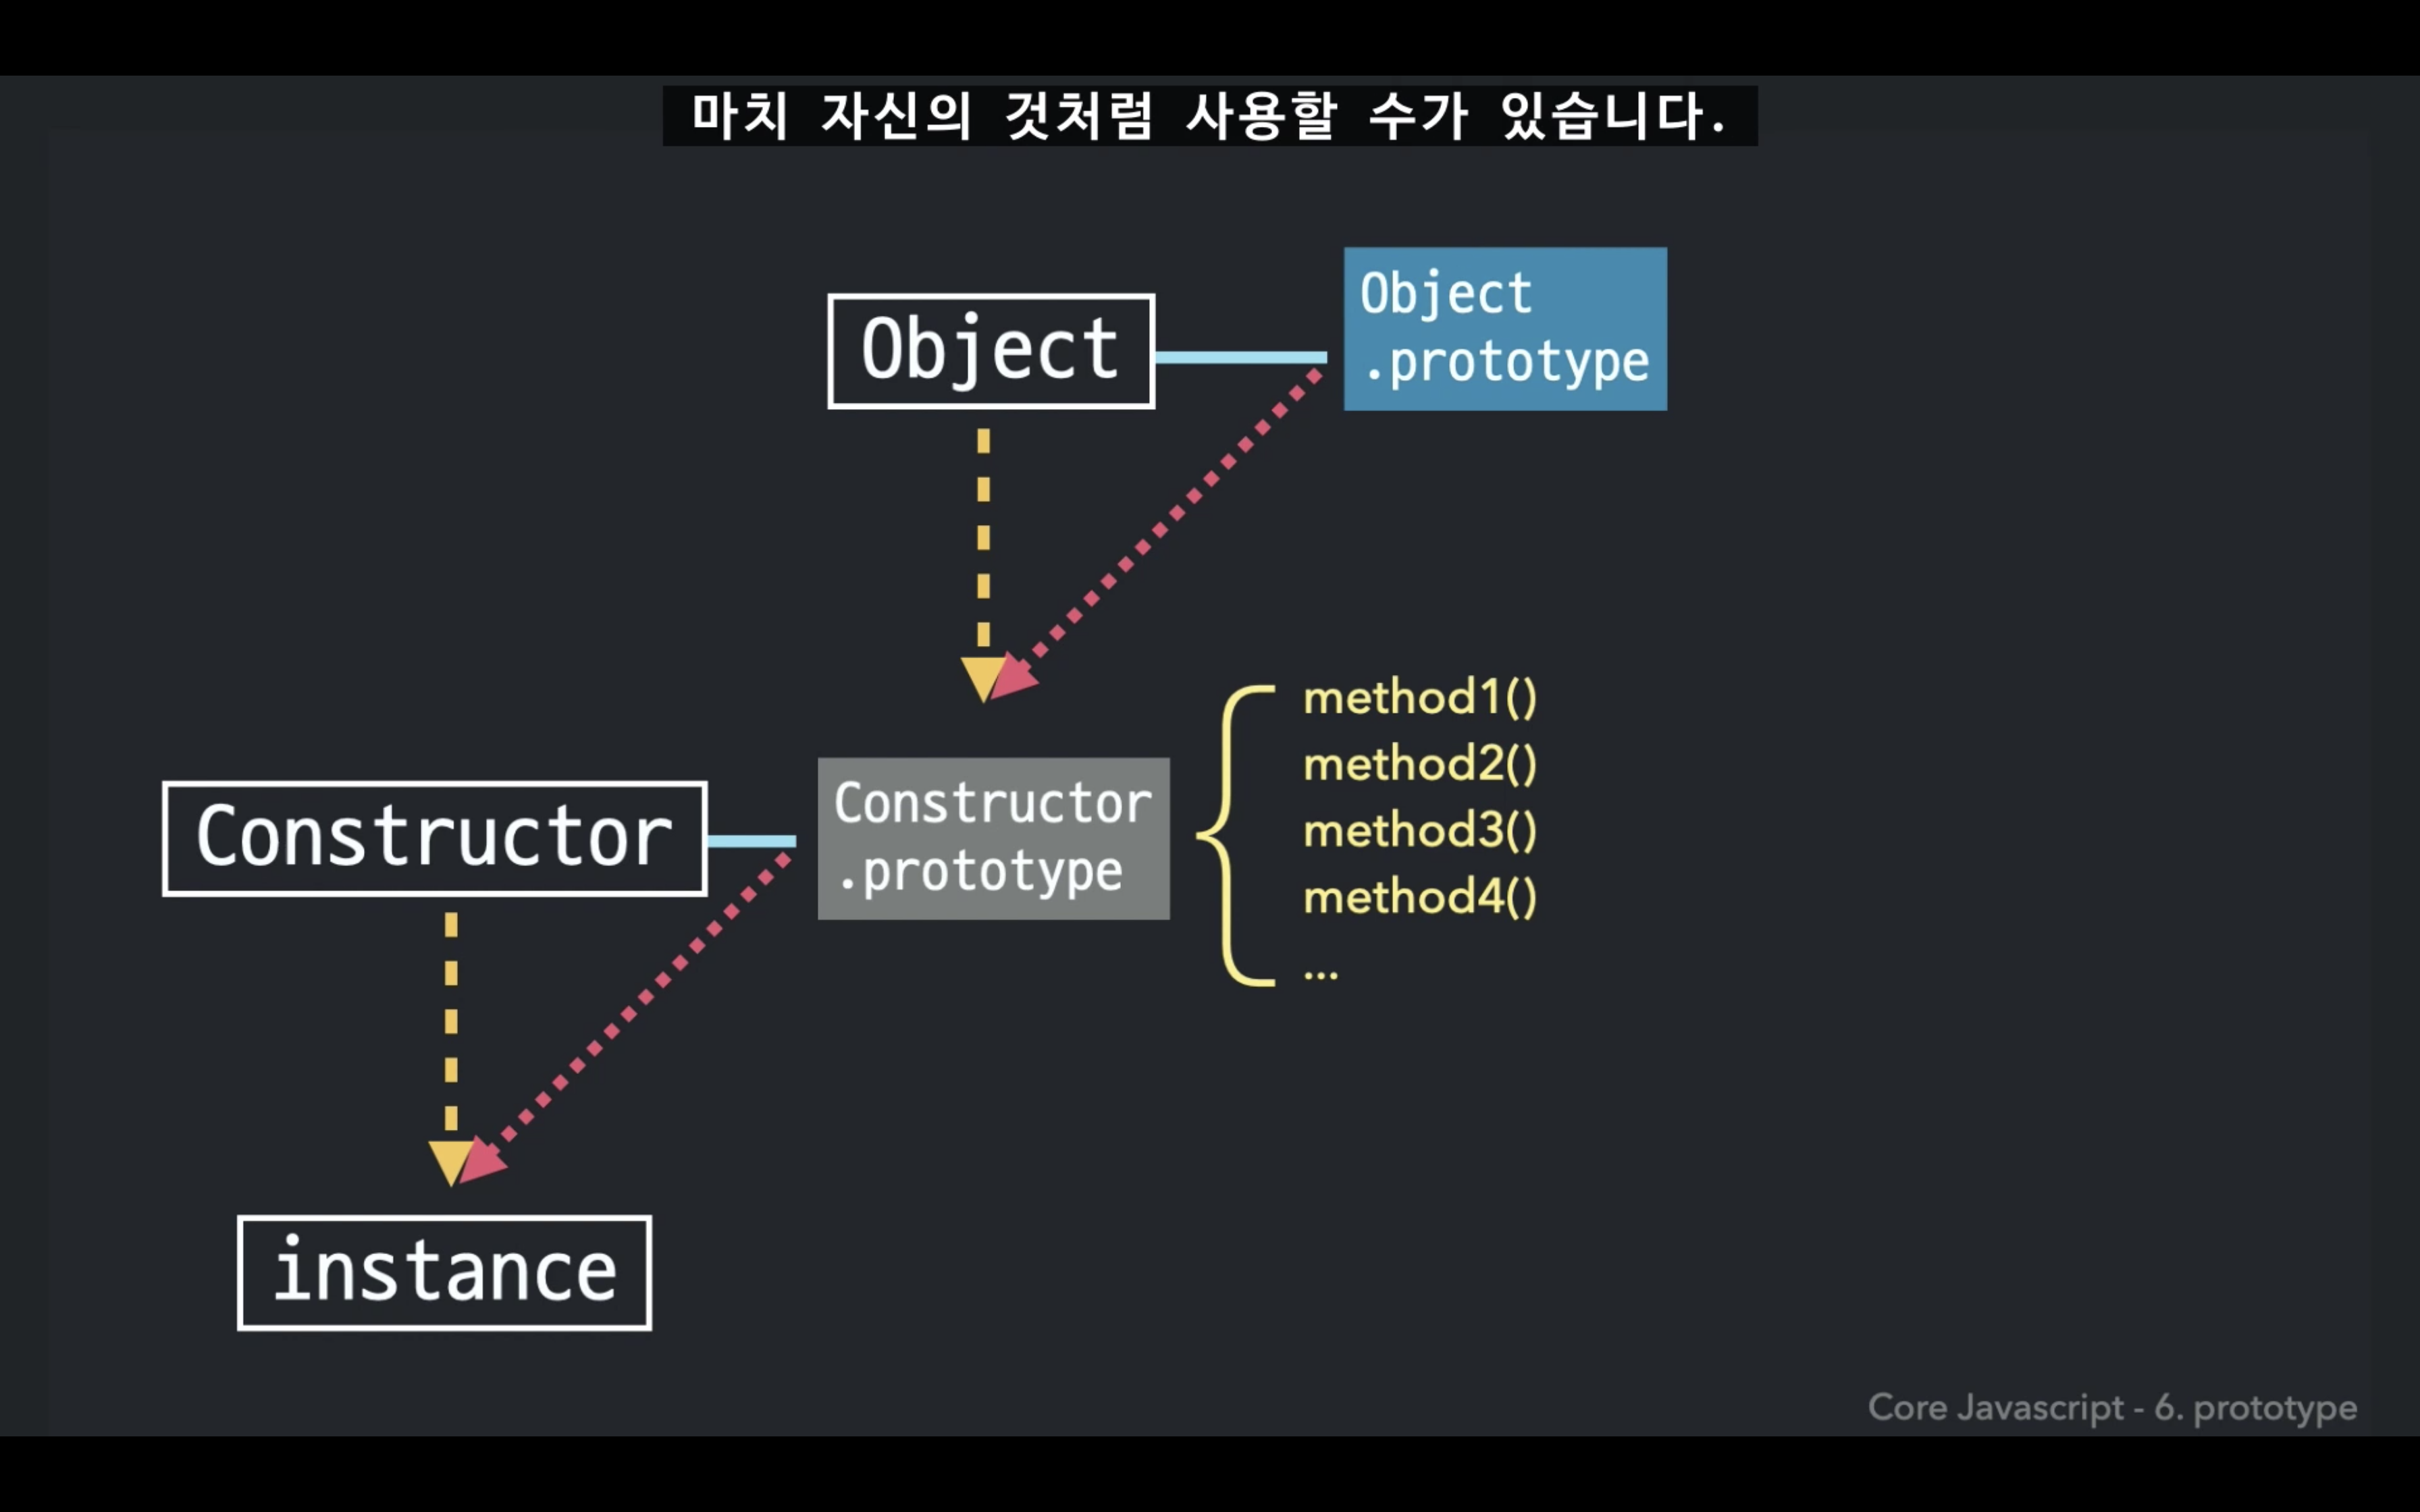 마치 자신의 것처럼 사용할 수가 있습니다.
Object
Object
.prototype
Constructor
Constructor
.prototype
method1()
method2()
method3()
method4()
...
instance
Core Javascript - 6. prototype